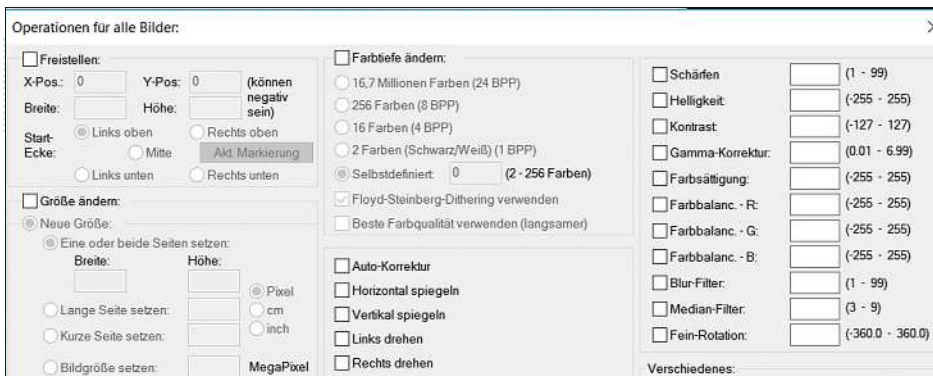 Operationen für alle Bilder:
Freistellen:
X-Pos.: 0 Y-Pos: 0 (können negativ sein)
Breite: Höhe:
Start-Ecke: Links oben Rechts oben
Mitte Akt. Markierung
Links unten Rechts unten
Größe ändern:
Neue Größe:
Eine oder beide Seiten setzen:
Breite: Höhe:
Pixel
Lange Seite setzen: cm
Kurze Seite setzen: inch
Bildgröße setzen: MegaPixel
Farbtiefe ändern:
16,7 Millionen Farben (24 BPP)
256 Farben (8 BPP)
16 Farben (4 BPP)
2 Farben (Schwarz/Weiß) (1 BPP)
Selbstdefiniert: 0 (2 - 256 Farben)
Floyd-Steinberg-Dithering verwenden
Beste Farbqualität verwenden (langsamer)
Auto-Korrektur
Horizontal spiegeln
Vertikal spiegeln
Links drehen
Rechts drehen
Schärfen (1 - 99)
Helligkeit: (-255 - 255)
Kontrast: (-127 - 127)
Gamma-Korrektur: (0.01 - 6.99)
Farbsättigung: (-255 - 255)
Farbbalanc. - R: (-255 - 255)
Farbbalanc. - G: (-255 - 255)
Farbbalanc. - B: (-255 - 255)
Blur-Filter: (1 - 99)
Median-Filter: (3 - 9)
Fein-Rotation: (-360.0 - 360.0)
Verschiedenes: